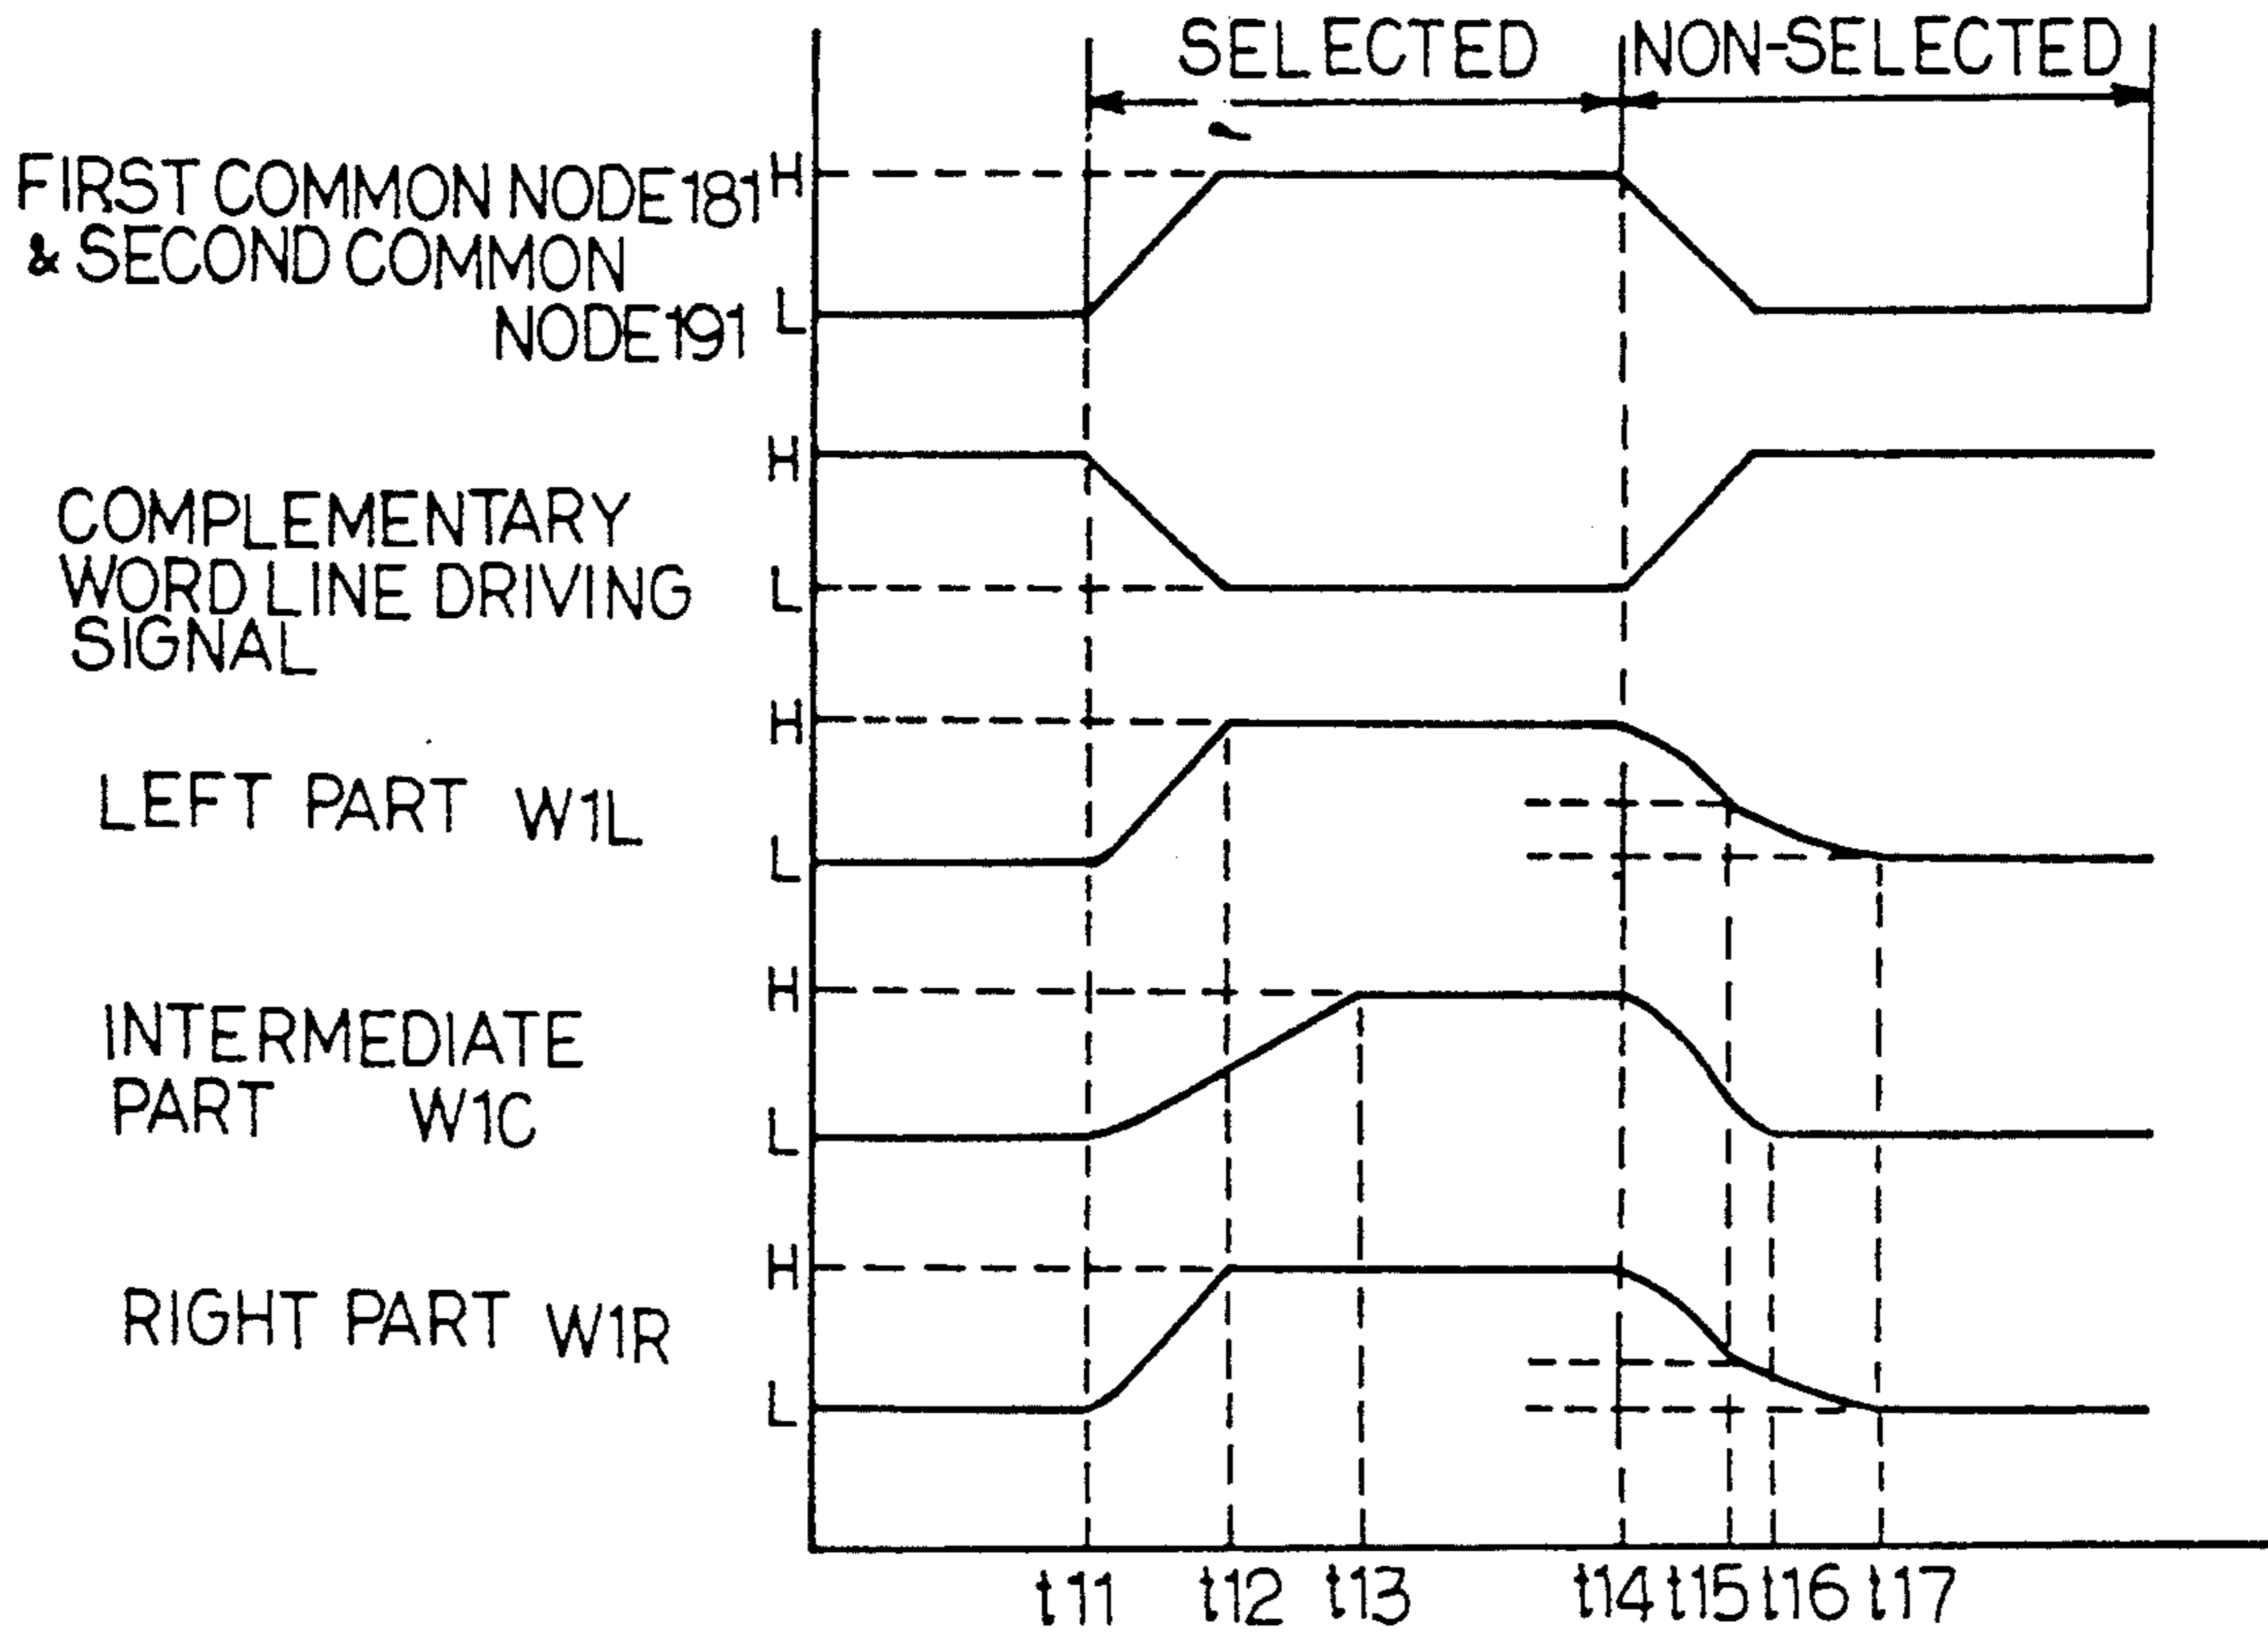 SELECTED NON-SELECTED
FIRST COMMON NODE 181 H
& SECOND COMMON
NODE 191 L
H
COMPLEMENTARY
WORD LINE DRIVING L
SIGNAL
H
LEFT PART W1L
L
H
INTERMEDIATE
PART W1C L
H
RIGHT PART W1R
L
t11 t12 t13 t14 t15 t16 t17